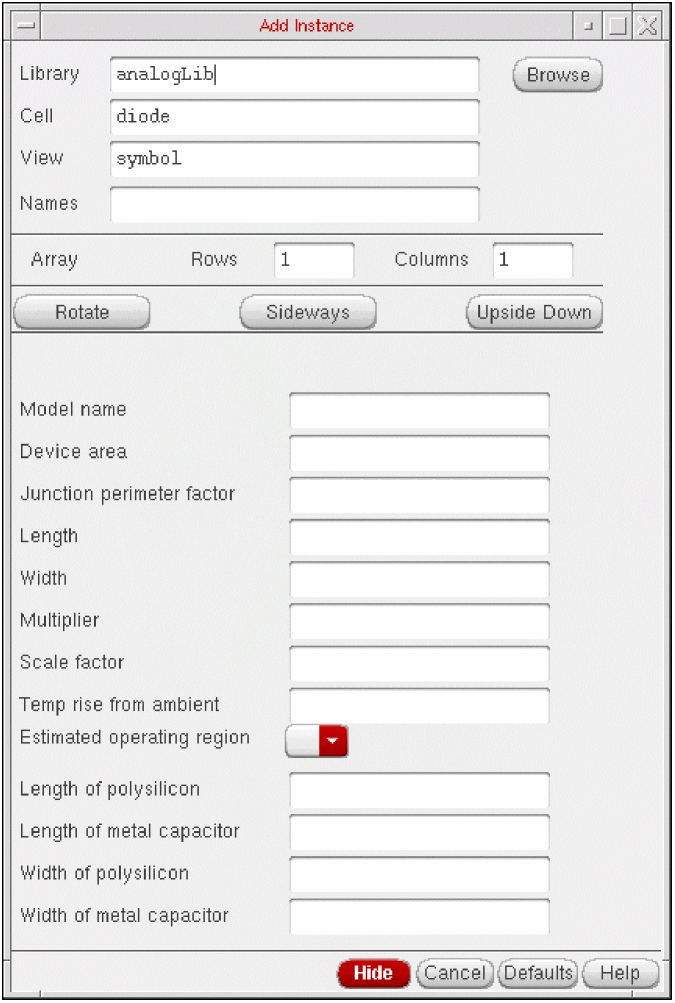 Add Instance
Library analogLib Browse
Cell diode
View symbol
Names
Array Rows 1 Columns 1
Rotate Sideways Upside Down
Model name
Device area
Junction perimeter factor
Length
Width
Multiplier
Scale factor
Temp rise from ambient
Estimated operating region
Length of polysilicon
Length of metal capacitor
Width of polysilicon
Width of metal capacitor
Hide Cancel Defaults Help